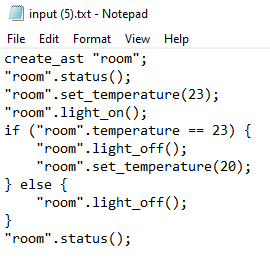 input (5).txt - Notepad
File Edit Format View Help
create_ast "room";
"room".status();
"room".set_temperature(23);
"room".light_on();
if ("room".temperature == 23) {
    "room".light_off();
    "room".set_temperature(20);
} else {
    "room".light_off();
}
"room".status();